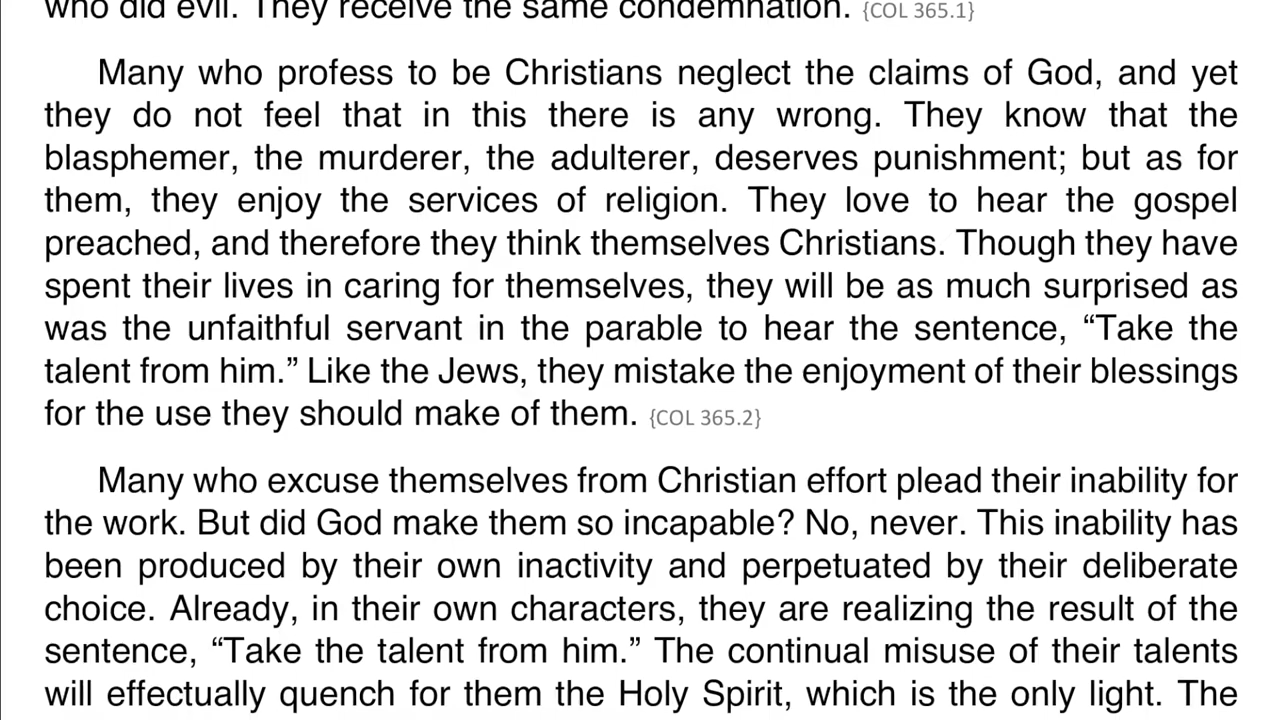 who did evil. They receive the same condemnation. {COL 365.1}
Many who profess to be Christians neglect the claims of God, and yet
they do not feel that in this there is any wrong. They know that the
blasphemer, the murderer, the adulterer, deserves punishment; but as for
them, they enjoy the services of religion. They love to hear the gospel
preached, and therefore they think themselves Christians. Though they have
spent their lives in caring for themselves, they will be as much surprised as
was the unfaithful servant in the parable to hear the sentence, “Take the
talent from him.” Like the Jews, they mistake the enjoyment of their blessings
for the use they should make of them. {COL 365.2}
Many who excuse themselves from Christian effort plead their inability for
the work. But did God make them so incapable? No, never. This inability has
been produced by their own inactivity and perpetuated by their deliberate
choice. Already, in their own characters, they are realizing the result of the
sentence, “Take the talent from him.” The continual misuse of their talents
will effectually quench for them the Holy Spirit, which is the only light. The